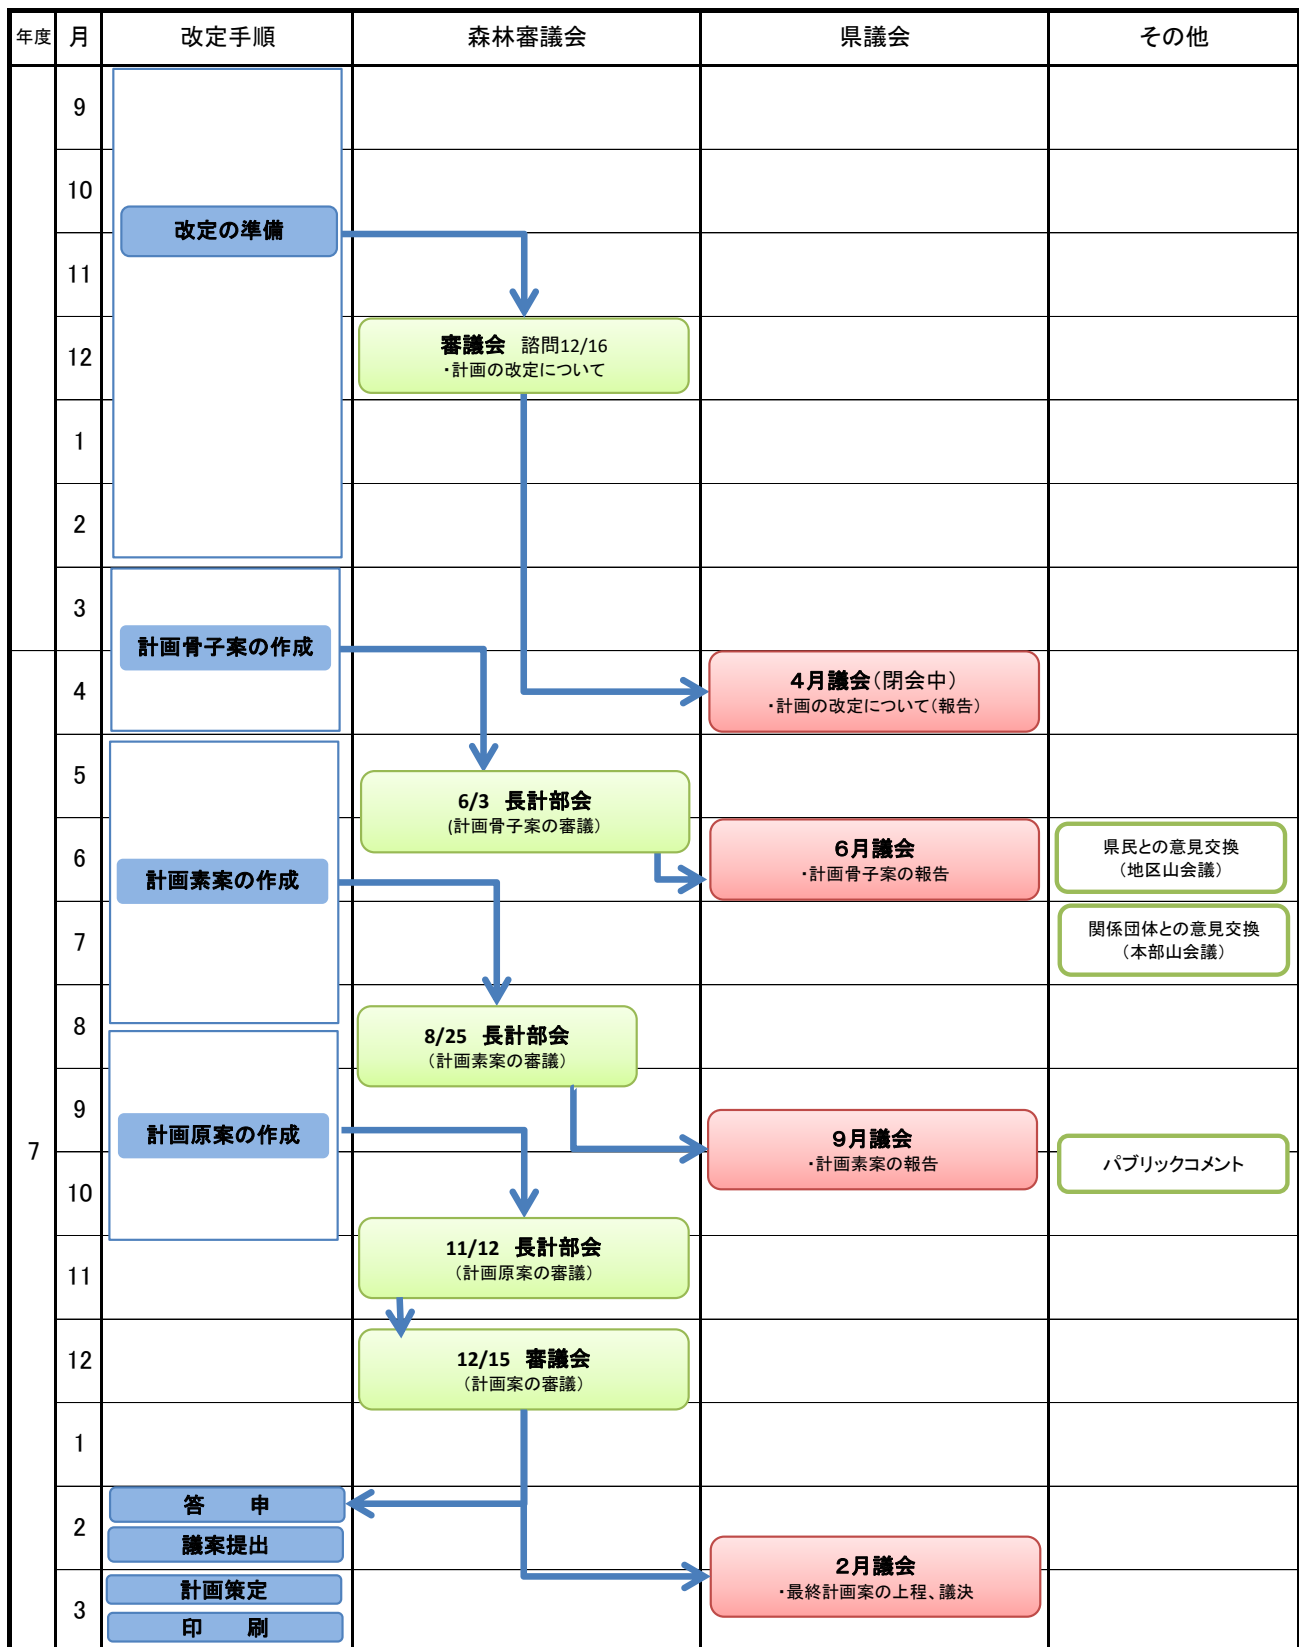 年度 月 改定手順 森林審議会 県議会 その他
9
10
改定の準備
11
12
審議会 諮問12/16
・計画の改定について
1
2
3
計画骨子案の作成
4
４月議会（閉会中）
・計画の改定について（報告）
5
6/3 長計部会
(計画骨子案の審議）
6
６月議会
・計画骨子案の報告
県民との意見交換
（地区山会議）
計画素案の作成
7
関係団体との意見交換
（本部山会議）
8
8/25 長計部会
（計画素案の審議）
9
計画原案の作成
９月議会
・計画素案の報告
7
パブリックコメント
10
11/12 長計部会
（計画原案の審議）
11
12
12/15 審議会
（計画案の審議）
1
2
答 申
議案提出
２月議会
・最終計画案の上程、議決
3
計画策定
印 刷